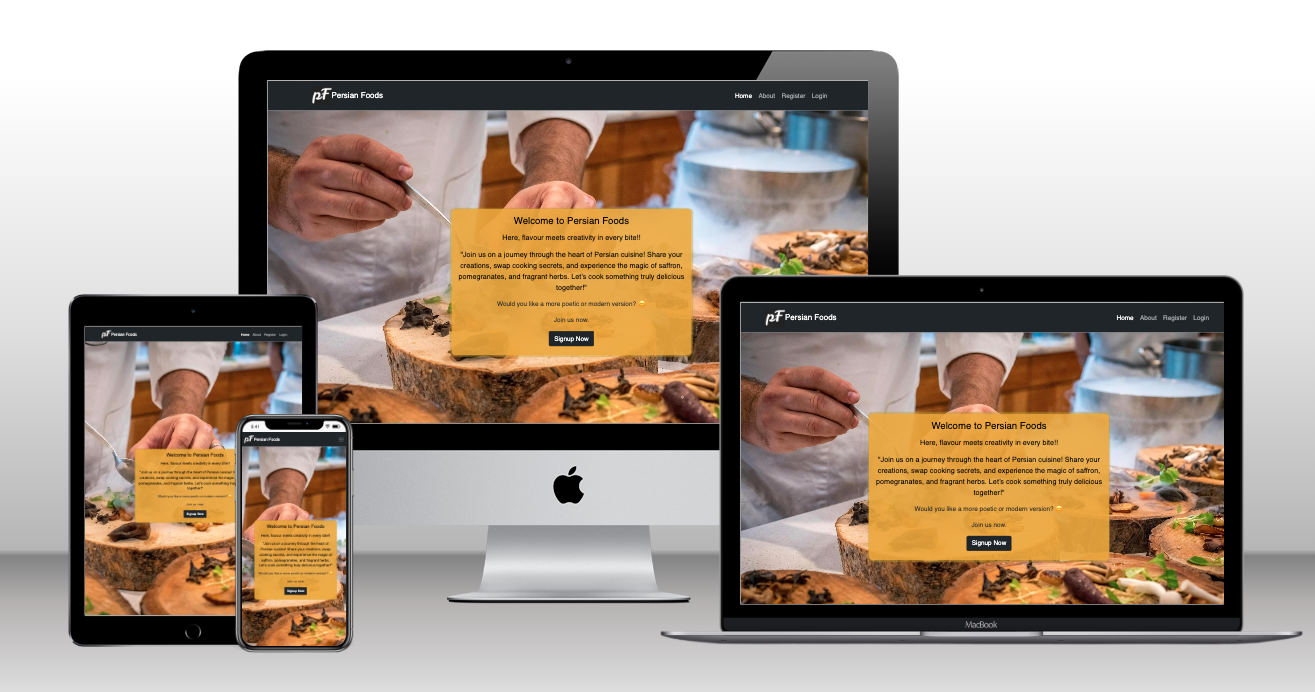 pF Persian Foods
Home About Register Login
Welcome to Persian Foods
Here, flavour meets creativity in every bite!!
"Join us on a journey through the heart of Persian cuisine! Share your
creations, swap cooking secrets, and experience the magic of saffron,
pomegranates, and fragrant herbs. Let's cook something truly delicious
together!"
Would you like a more poetic or modern version? 😊
Join us now.
Signup Now
pF Persian Foods
Home About Register Login
Welcome to Persian Foods
Here, flavour meets creativity in every bite!!
"Join us on a journey through the heart of Persian cuisine! Share your
creations, swap cooking secrets, and experience the magic of saffron,
pomegranates, and fragrant herbs. Let's cook something truly delicious
together!"
Would you like a more poetic or modern version? 😊
Join us now.
Signup Now
MacBook
pF Persian Foods
Home About Register Login
Welcome to Persian Foods
Here, flavour meets creativity in every bite!!
"Join us on a journey through the heart of Persian cuisine!
creations, swap cooking secrets, and experience the magic of
pomegranates, and fragrant herbs. Let's cook something truly
together!"
Would you like a more poetic or modern version?
Join us now.
Signup Now
pF Persian Foods
Welcome to Persian Foods
Here, flavour meets creativity in every bite!!
"Join us on a journey through the heart of
Persian cuisine! Share your creations, swap
cooking secrets, and experience the magic of
saffron, pomegranates, and fragrant herbs.
Let's cook something truly delicious together!"
Would you like a more poetic or modern version?
Join us now.
Signup Now